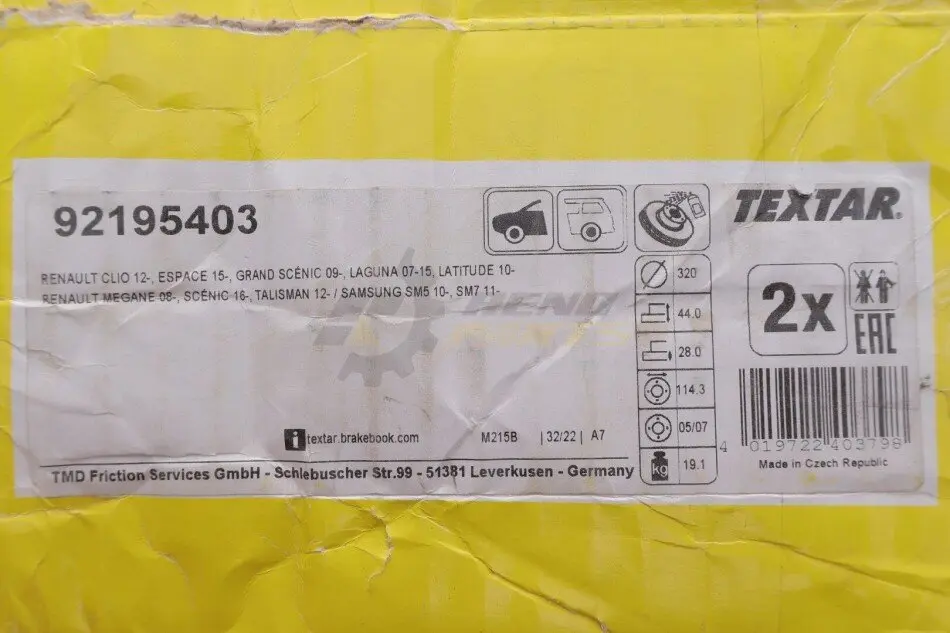 92195403
TEXTAR®
RENAULT CLIO 12-, ESPACE 15-, GRAND SCÉNIC 09-, LAGUNA 07-15, LATITUDE 10-
RENAULT MEGANE 08-, SCÉNIC 16-, TALISMAN 12- / SAMSUNG SM5 10-, SM7 11-
320
44.0
28.0
114.3
05/07
kg 19.1
2x
EAC
i textar.brakebook.com M215B | 32/22 | A7
4 019722 403798
Made in Czech Republic
TMD Friction Services GmbH - Schlebuscher Str.99 - 51381 Leverkusen - Germany